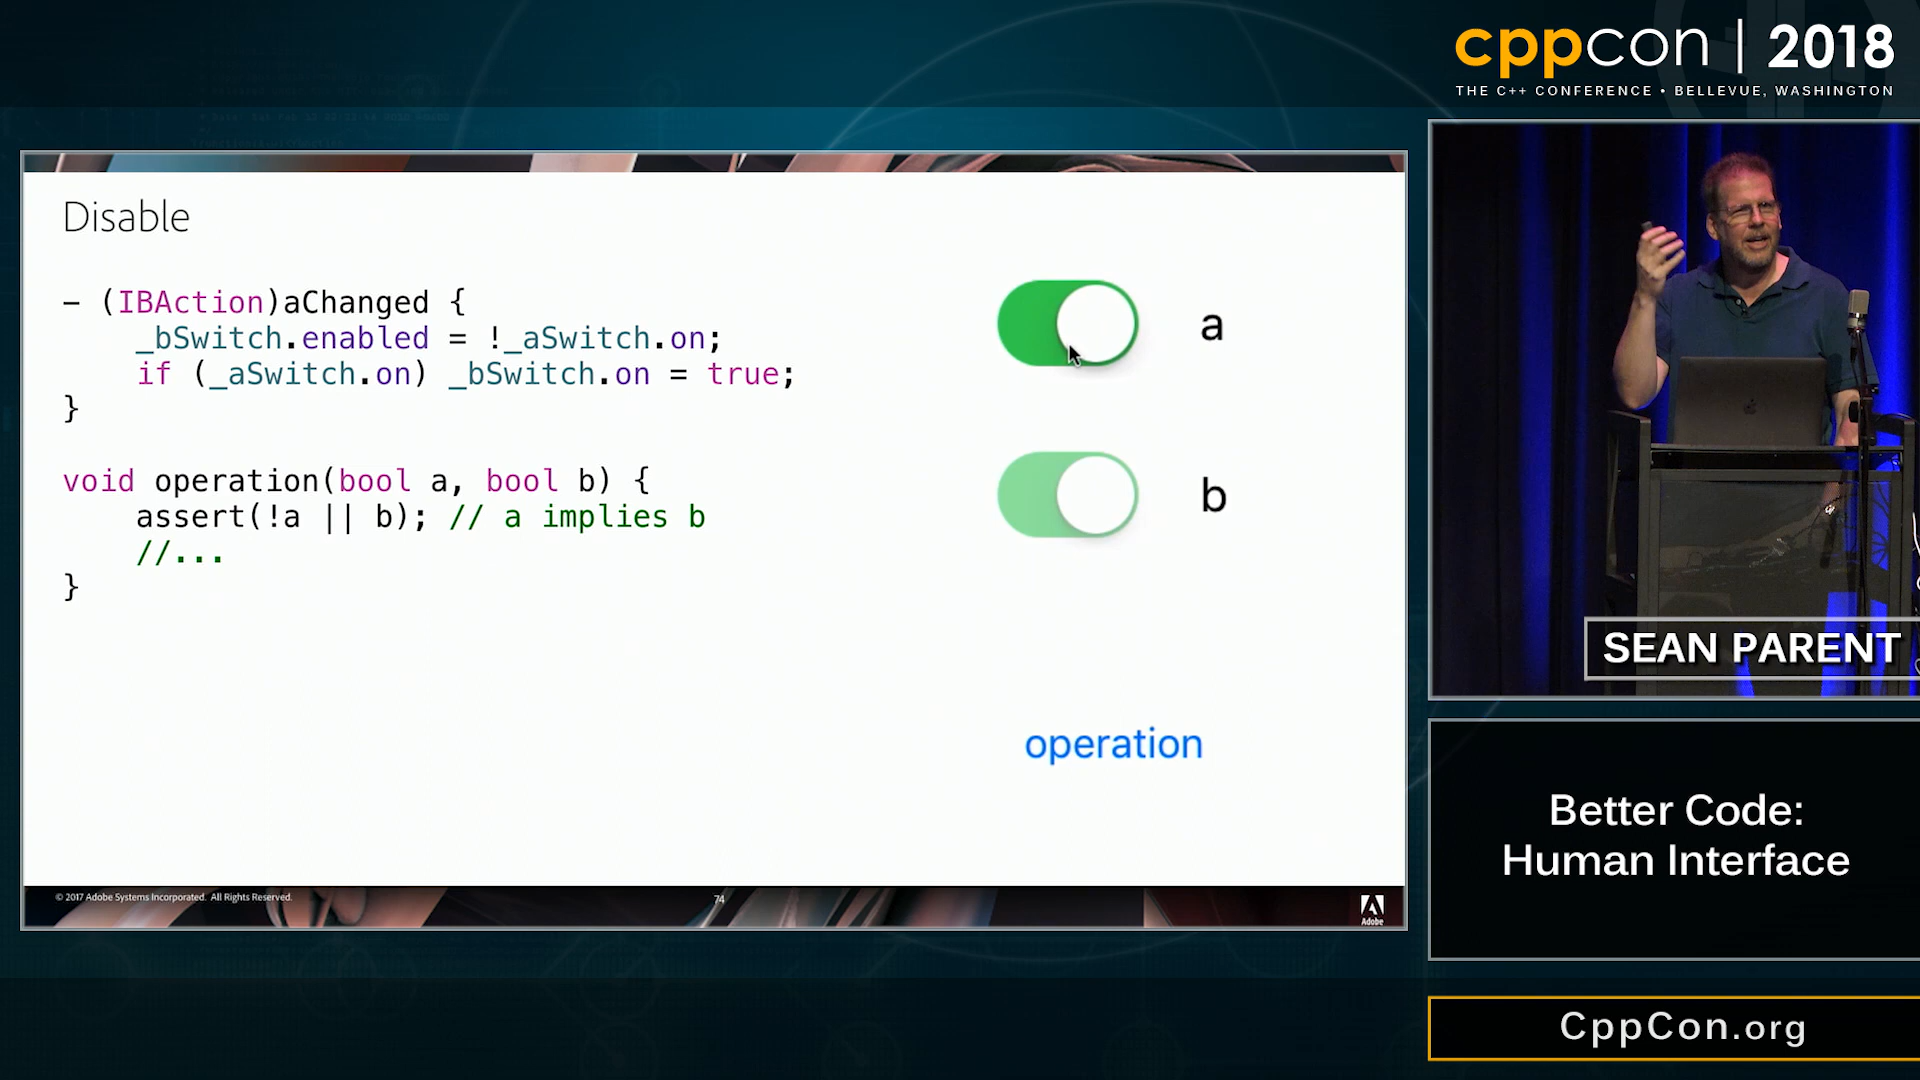 cppcon | 2018
THE C++ CONFERENCE • BELLEVUE, WASHINGTON
Disable
- (IBAction)aChanged {
    _bSwitch.enabled = !_aSwitch.on;
    if (_aSwitch.on) _bSwitch.on = true;
}
void operation(bool a, bool b) {
    assert(!a || b); // a implies b
    //...
}
a
b
operation
© 2017 Adobe Systems Incorporated. All Rights Reserved.
74
Adobe
SEAN PARENT
Better Code:
Human Interface
CppCon.org